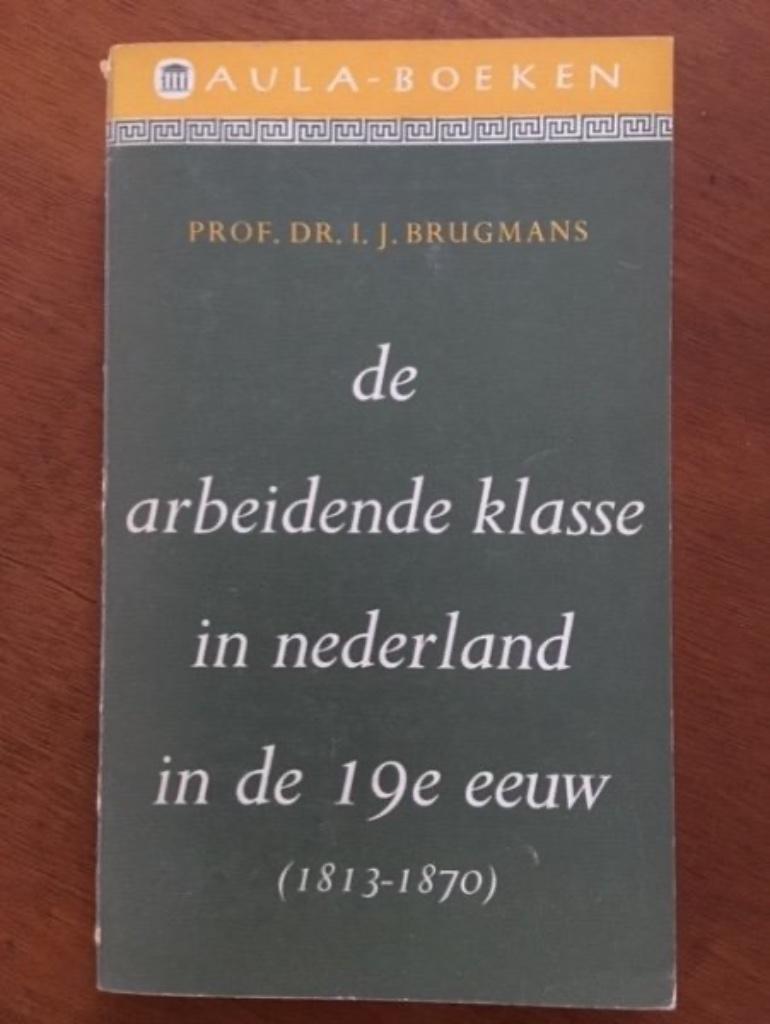 AULA-BOEKEN
PROF. DR. I. J. BRUGMANS
de
arbeidende klasse
in nederland
in de 19e eeuw
(1813-1870)